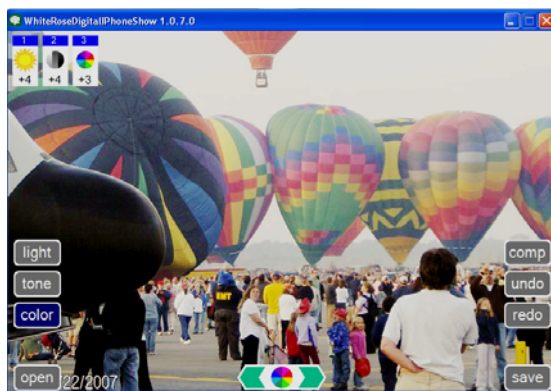 WhiteRoseDigitalIPhoneShow 1.0.7.0
1 2 3
+4 +4 +3
light
tone
color
open
comp
undo
redo
save
EMT
22/2007